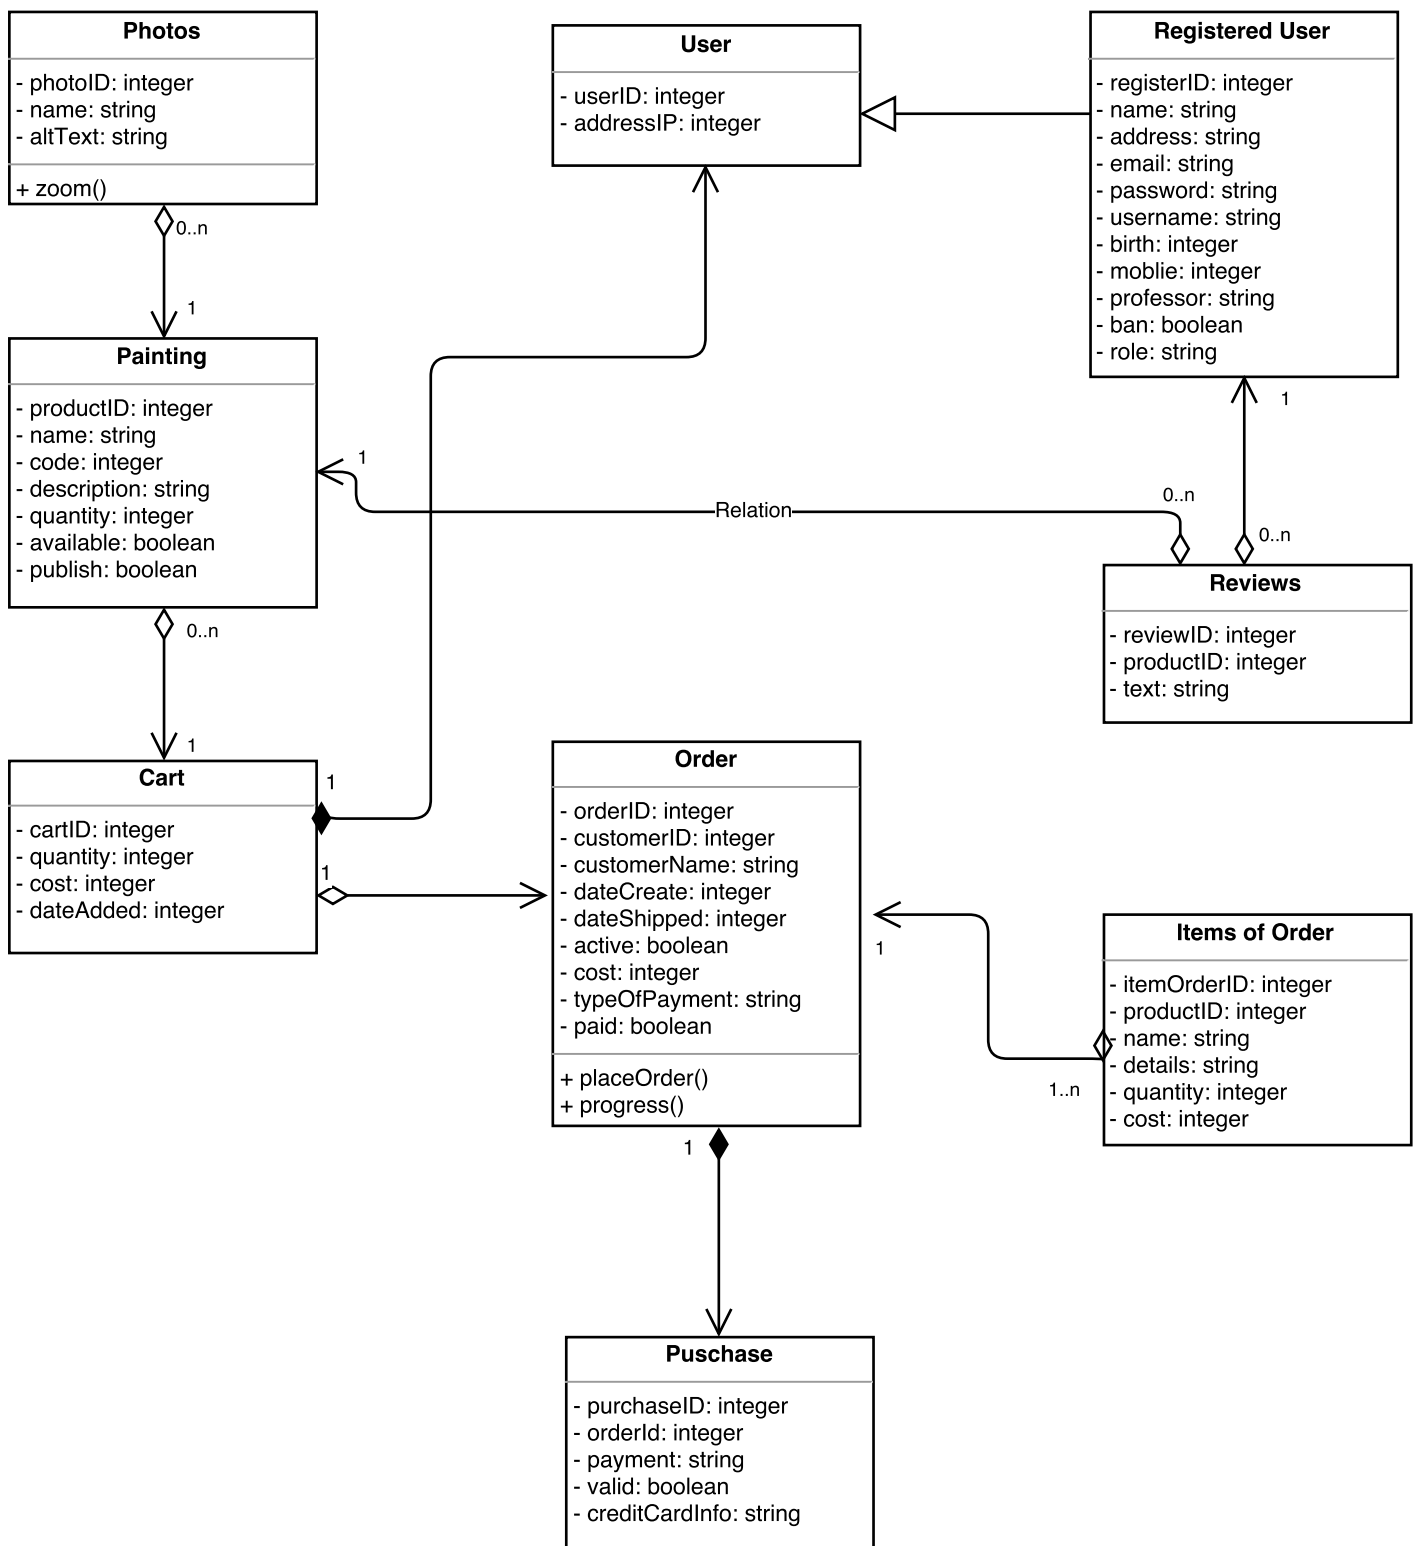 Photos
- photoID: integer
- name: string
- altText: string
+ zoom()
0..n
1
User
- userID: integer
- addressIP: integer
Registered User
- registerID: integer
- name: string
- address: string
- email: string
- password: string
- username: string
- birth: integer
- moblie: integer
- professor: string
- ban: boolean
- role: string
1
0..n
Painting
- productID: integer
- name: string
- code: integer
- description: string
- quantity: integer
- available: boolean
- publish: boolean
1
Relation
0..n
0..n
1
Reviews
- reviewID: integer
- productID: integer
- text: string
Cart
- cartID: integer
- quantity: integer
- cost: integer
- dateAdded: integer
1
1
Order
- orderID: integer
- customerID: integer
- customerName: string
- dateCreate: integer
- dateShipped: integer
- active: boolean
- cost: integer
- typeOfPayment: string
- paid: boolean
+ placeOrder()
+ progress()
1
1
1..n
Items of Order
- itemOrderID: integer
- productID: integer
- name: string
- details: string
- quantity: integer
- cost: integer
Puschase
- purchaseID: integer
- orderId: integer
- payment: string
- valid: boolean
- creditCardInfo: string